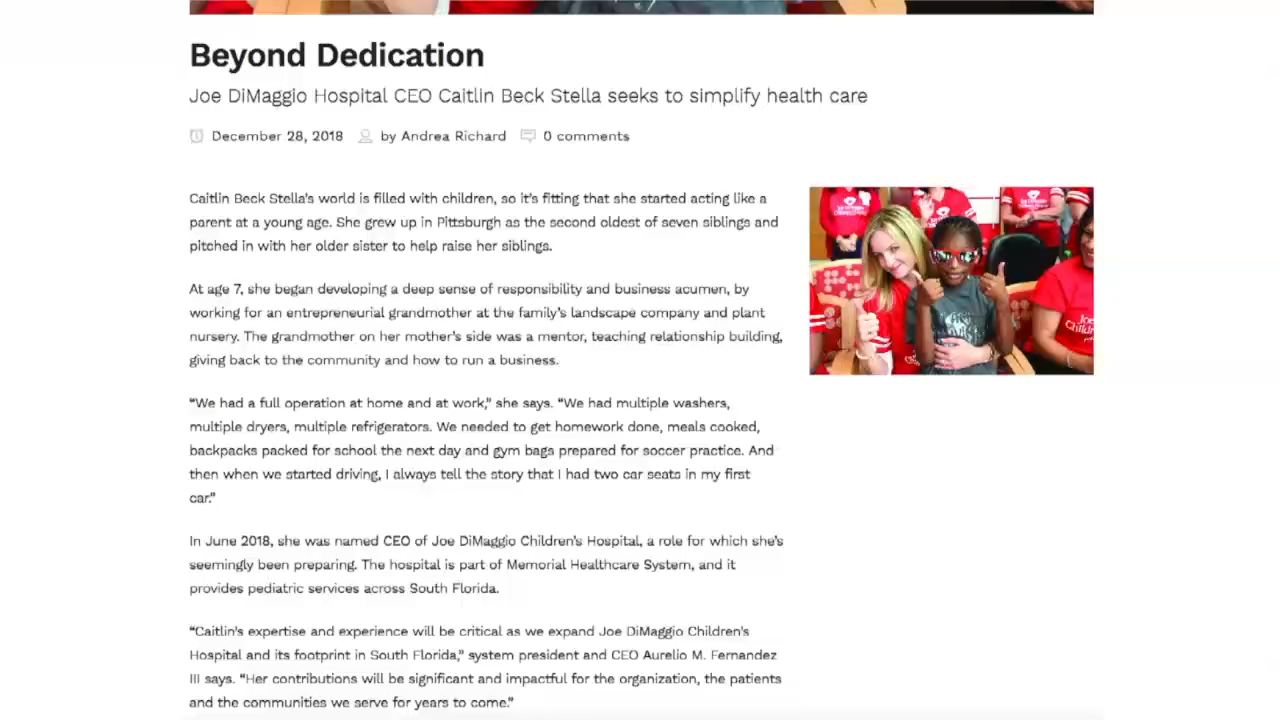 Beyond Dedication
Joe DiMaggio Hospital CEO Caitlin Beck Stella seeks to simplify health care
December 28, 2018 by Andrea Richard 0 comments
Caitlin Beck Stella's world is filled with children, so it's fitting that she started acting like a
parent at a young age. She grew up in Pittsburgh as the second oldest of seven siblings and
pitched in with her older sister to help raise her siblings.
At age 7, she began developing a deep sense of responsibility and business acumen, by
working for an entrepreneurial grandmother at the family's landscape company and plant
nursery. The grandmother on her mother's side was a mentor, teaching relationship building,
giving back to the community and how to run a business.
“We had a full operation at home and at work,” she says. “We had multiple washers,
multiple dryers, multiple refrigerators. We needed to get homework done, meals cooked,
backpacks packed for school the next day and gym bags prepared for soccer practice. And
then when we started driving, I always tell the story that I had two car seats in my first
car.”
In June 2018, she was named CEO of Joe DiMaggio Children's Hospital, a role for which she's
seemingly been preparing. The hospital is part of Memorial Healthcare System, and it
provides pediatric services across South Florida.
“Caitlin's expertise and experience will be critical as we expand Joe DiMaggio Children's
Hospital and its footprint in South Florida,” system president and CEO Aurelio M. Fernandez
III says. “Her contributions will be significant and impactful for the organization, the patients
and the communities we serve for years to come.”